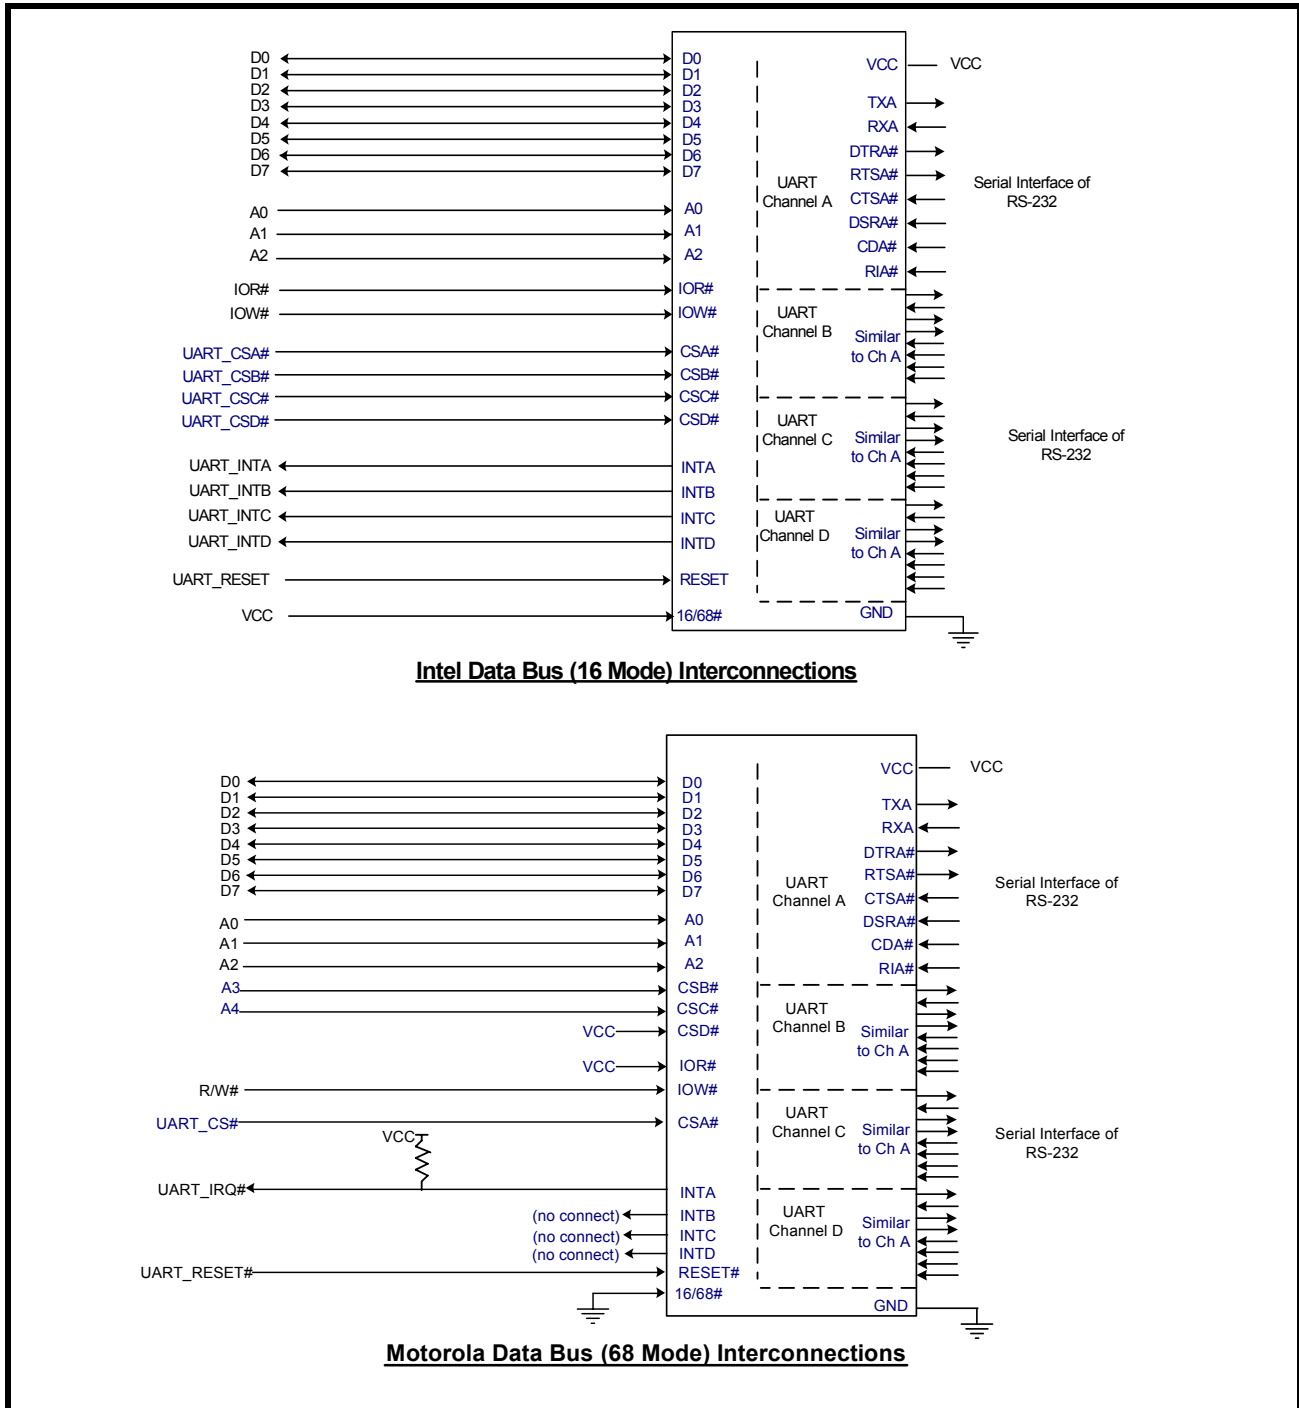 D0 D0 VCC VCC
D1 D1
D2 D2
D3 D3 TXA
D4 D4 RXA
D5 D5 DTRA#
D6 D6
D7 D7 RTSA#
UART
Channel A
Serial Interface of
RS-232
A0 A0 CTSA#
A1 A1 DSRA#
A2 A2 CDA#
RIA#
IOR# IOR#
IOW# IOW#
UART
Channel B
Similar
to Ch A
UART_CSA# CSA#
UART_CSB# CSB#
UART_CSC# CSC#
UART_CSD# CSD#
UART
Channel C
Similar
to Ch A
Serial Interface of
RS-232
UART_INTA INTA
UART_INTB INTB
UART_INTC INTC
UART_INTD INTD
UART
Channel D
Similar
to Ch A
UART_RESET RESET
VCC 16/68# GND
Intel Data Bus (16 Mode) Interconnections
D0 D0 VCC VCC
D1 D1
D2 D2 TXA
D3 D3 RXA
D4 D4
D5 D5 DTRA#
D6 D6 RTSA#
D7 D7
UART
Channel A
Serial Interface of
RS-232
CTSA#
A0 A0 DSRA#
A1 A1 CDA#
A2 A2 RIA#
A3 CSB#
A4 CSC#
VCC CSD#
UART
Channel B
Similar
to Ch A
VCC IOR#
R/W# IOW#
UART_CS# CSA#
UART
Channel C
Similar
to Ch A
Serial Interface of
RS-232
VCC
UART_IRQ# INTA
(no connect) INTB
(no connect) INTC
(no connect) INTD
UART
Channel D
Similar
to Ch A
UART_RESET# RESET#
16/68# GND
Motorola Data Bus (68 Mode) Interconnections